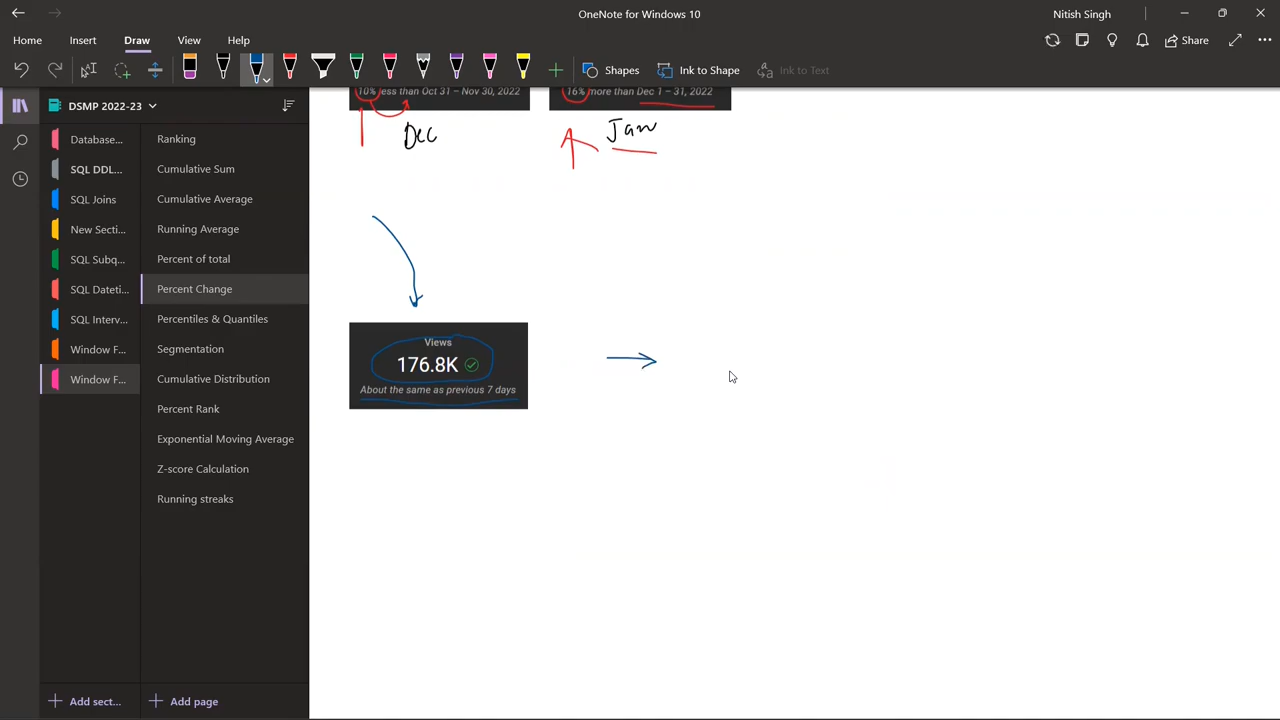 OneNote for Windows 10
Nitish Singh
Home
Insert
Draw
View
Help
Shapes
Ink to Shape
Ink to Text
Share
DSMP 2022-23
Database...
SQL DDL...
SQL Joins
New Secti...
SQL Subq...
SQL Dateti...
SQL Interv...
Window F...
Window F...
Add sect...
Ranking
Cumulative Sum
Cumulative Average
Running Average
Percent of total
Percent Change
Percentiles & Quantiles
Segmentation
Cumulative Distribution
Percent Rank
Exponential Moving Average
Z-score Calculation
Running streaks
Add page
10% less than Oct 31 – Nov 30, 2022
16% more than Dec 1 – 31, 2022
Dec
Jan
Views
176.8K
About the same as previous 7 days